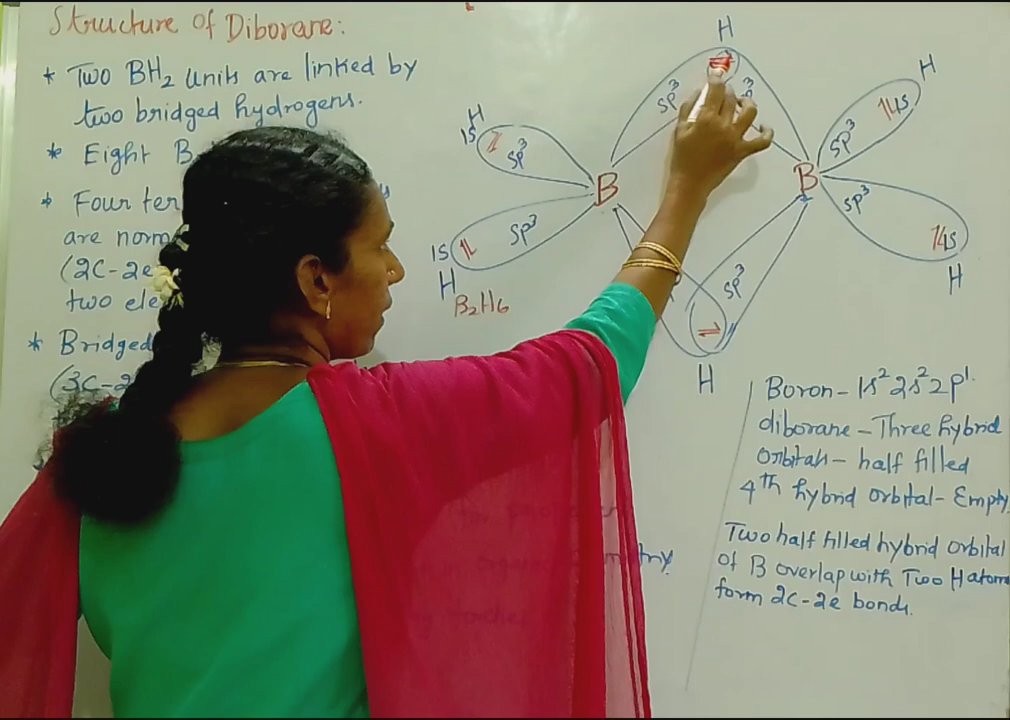 Structure of Diborane:
* Two BH2 units are linked by
two bridged hydrogens.
* Eight B
* Four ter
are norm
(2C-2e
two ele
* Bridged
(3C-2
H
1s
sp3
1s
sp3
H
B2H6
B
H
sp3
sp3
B
H
sp3
1s
sp3
1s
H
sp3
H
Boron - 1s2 2s2 2p1.
diborane - Three hybrid
orbitals - half filled
4th hybrid orbital - Empty
Two half filled hybrid orbital
of B overlap with Two H atom
form 2c-2e bonds.